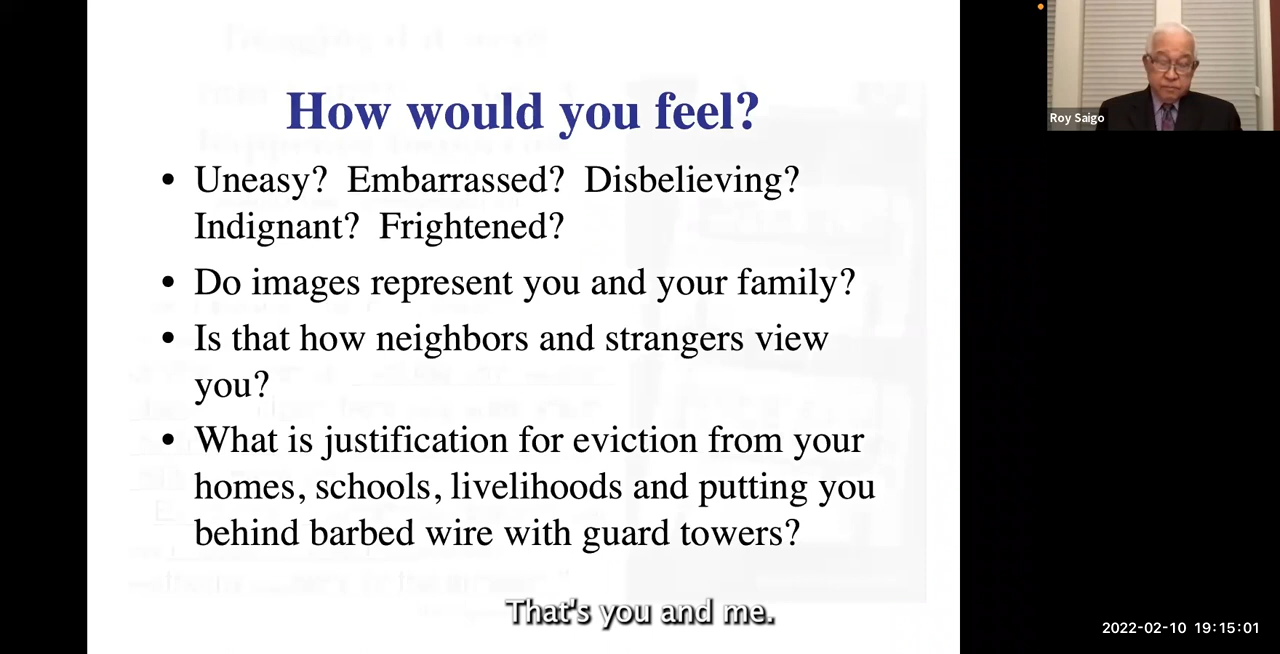 How would you feel?
• Uneasy?  Embarrassed?  Disbelieving?
Indignant?  Frightened?
• Do images represent you and your family?
• Is that how neighbors and strangers view
you?
• What is justification for eviction from your
homes, schools, livelihoods and putting you
behind barbed wire with guard towers?
That's you and me.
Roy Saigo
2022-02-10 19:15:01